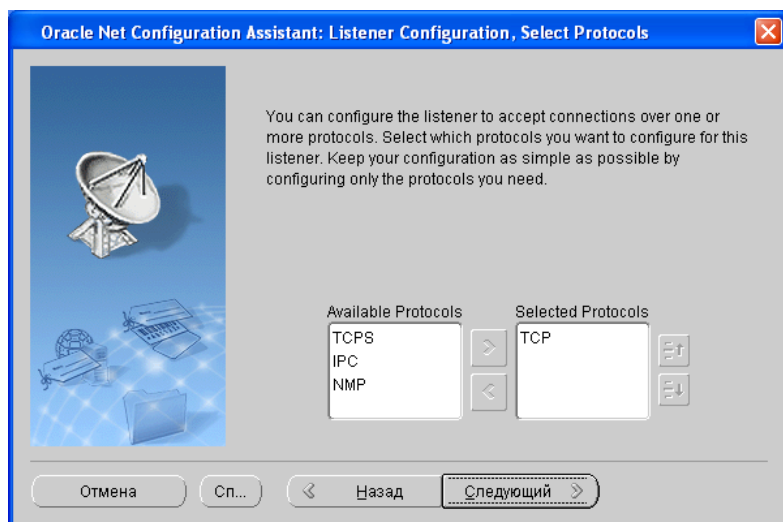 Oracle Net Configuration Assistant: Listener Configuration, Select Protocols
You can configure the listener to accept connections over one or
more protocols. Select which protocols you want to configure for this
listener. Keep your configuration as simple as possible by
configuring only the protocols you need.
Available Protocols
TCPS
IPC
NMP
Selected Protocols
TCP
Отмена
Сп...
Назад
Следующий